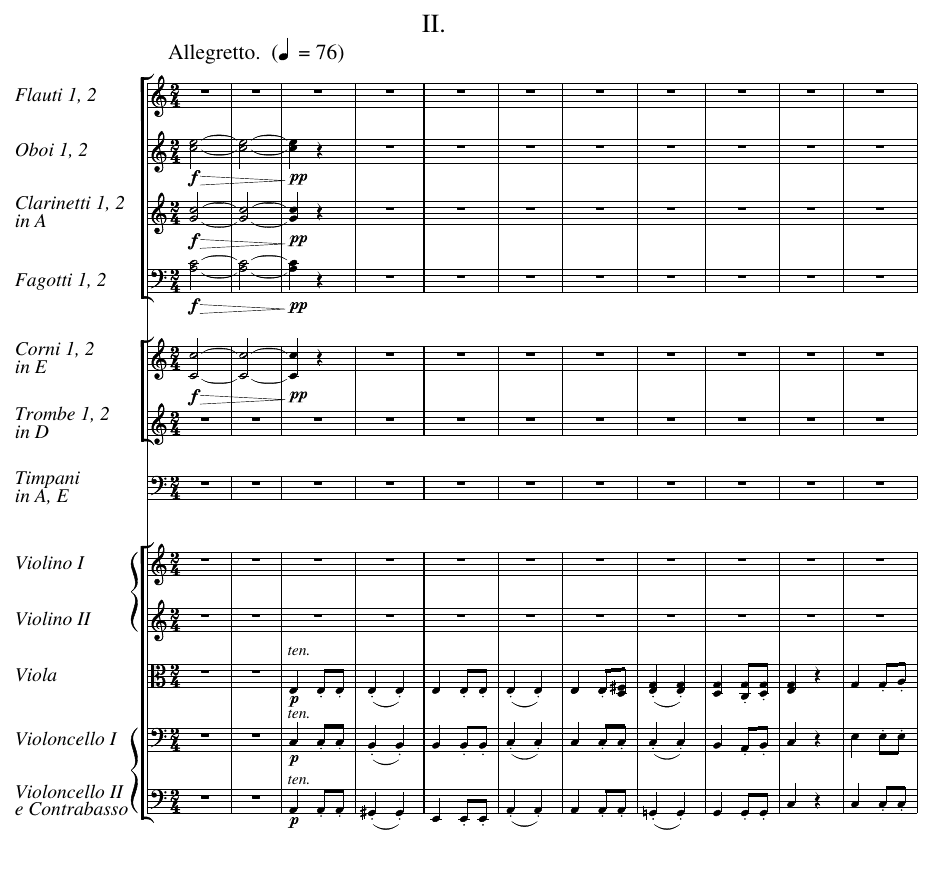 II.
Allegretto. (♩ = 76)
Flauti 1, 2
Oboi 1, 2
f pp
Clarinetti 1, 2
in A
f pp
Fagotti 1, 2
f pp
Corni 1, 2
in E
f pp
Trombe 1, 2
in D
Timpani
in A, E
Violino I
Violino II
ten.
Viola
p
ten.
Violoncello I
p
ten.
Violoncello II
e Contrabasso
p